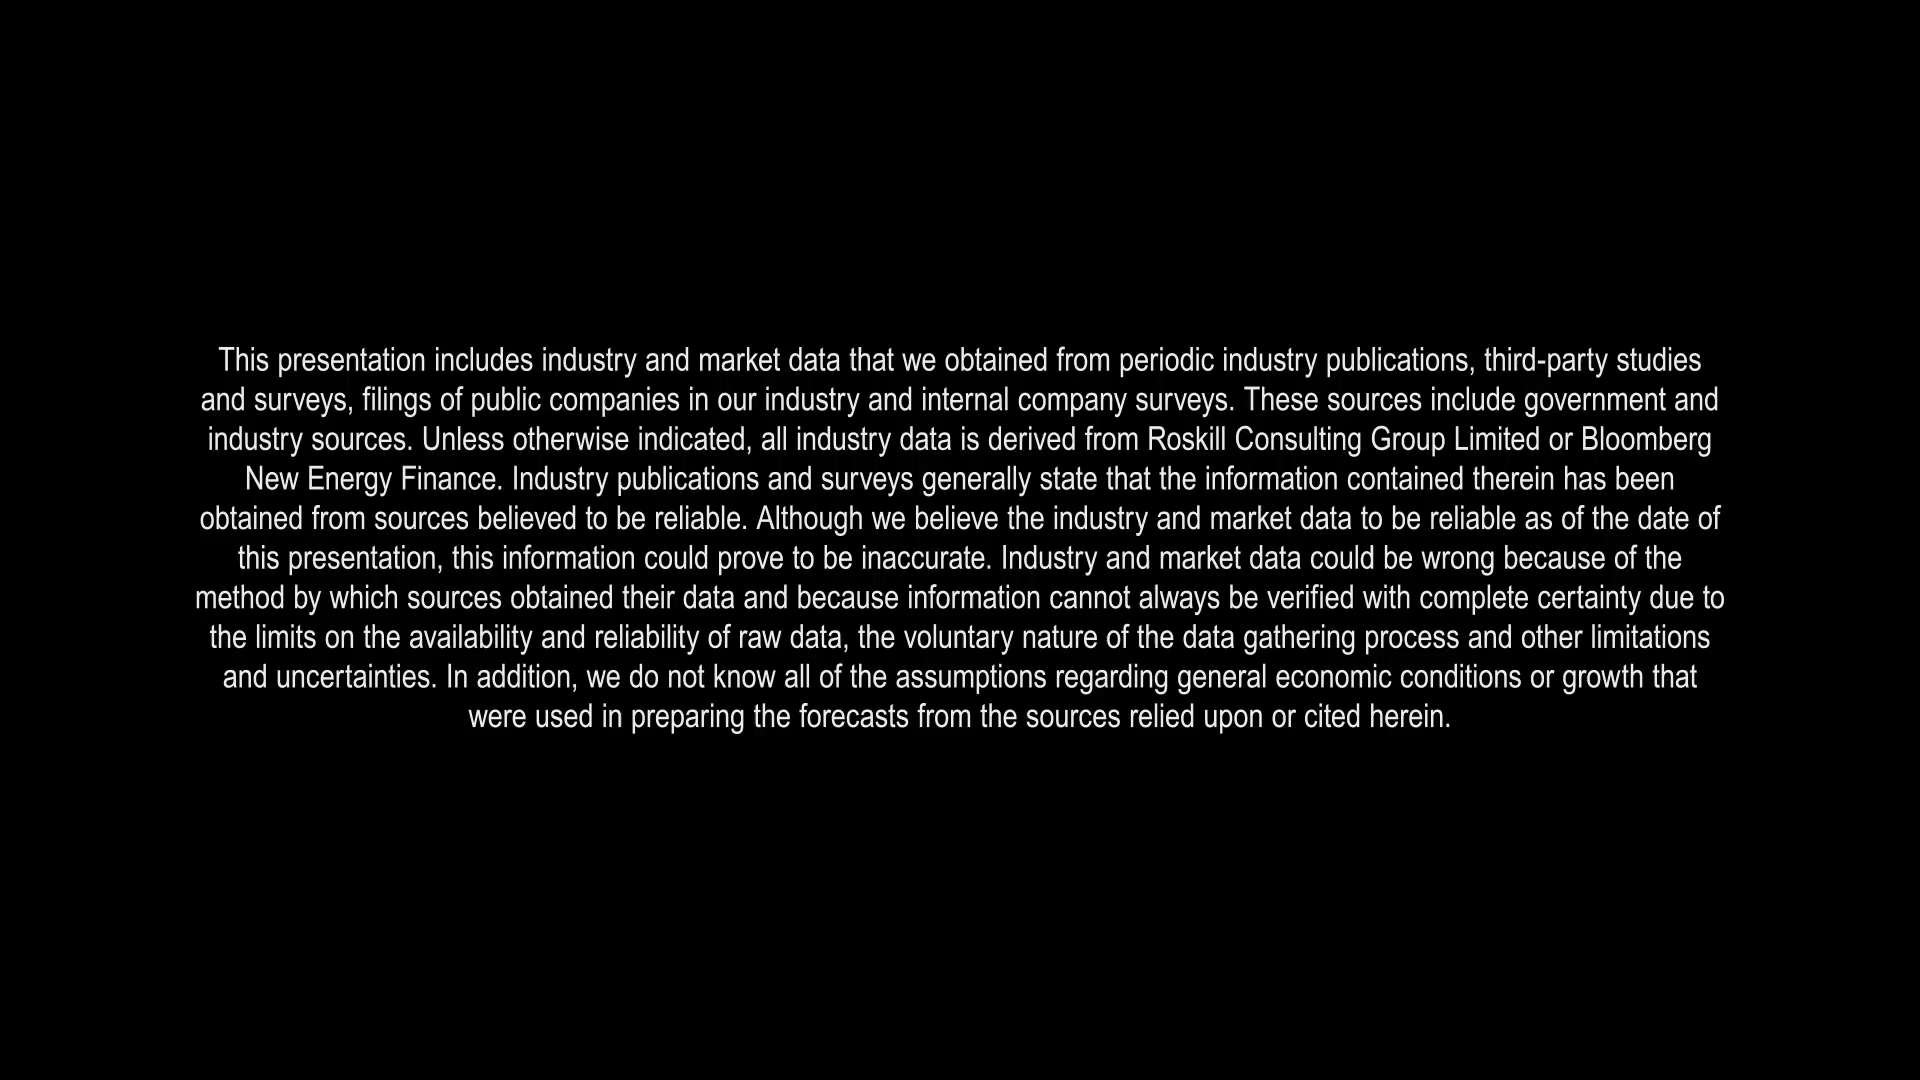 This presentation includes industry and market data that we obtained from periodic industry publications, third-party studies
and surveys, filings of public companies in our industry and internal company surveys. These sources include government and
industry sources. Unless otherwise indicated, all industry data is derived from Roskill Consulting Group Limited or Bloomberg
New Energy Finance. Industry publications and surveys generally state that the information contained therein has been
obtained from sources believed to be reliable. Although we believe the industry and market data to be reliable as of the date of
this presentation, this information could prove to be inaccurate. Industry and market data could be wrong because of the
method by which sources obtained their data and because information cannot always be verified with complete certainty due to
the limits on the availability and reliability of raw data, the voluntary nature of the data gathering process and other limitations
and uncertainties. In addition, we do not know all of the assumptions regarding general economic conditions or growth that
were used in preparing the forecasts from the sources relied upon or cited herein.